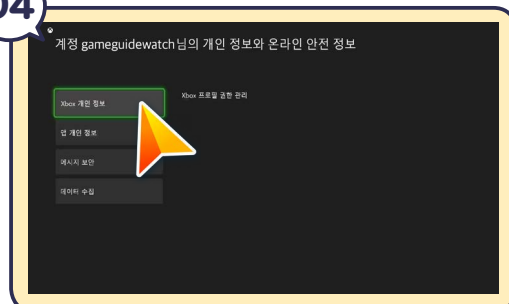 04
계정 gameguidewatch님의 개인 정보와 온라인 안전 정보
Xbox 개인 정보
Xbox 프로필 권한 관리
앱 개인 정보
메시지 보안
데이터 수집